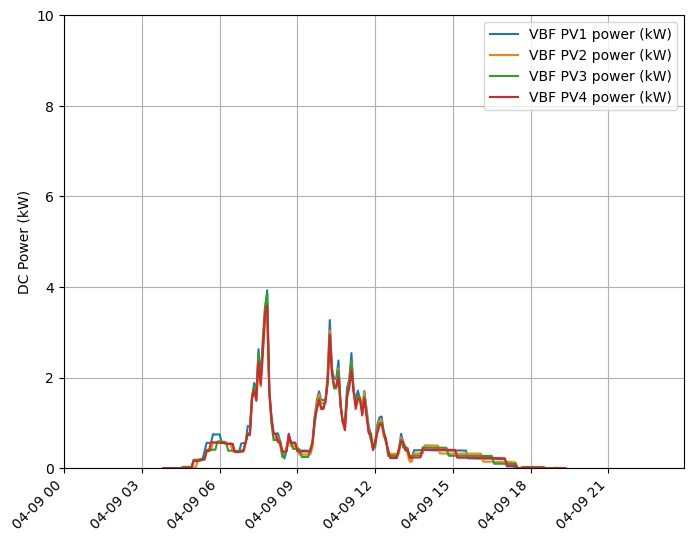 10
8
6
4
2
0
DC Power (kW)
VBF PV1 power (kW)
VBF PV2 power (kW)
VBF PV3 power (kW)
VBF PV4 power (kW)
04-09 00
04-09 03
04-09 06
04-09 09
04-09 12
04-09 15
04-09 18
04-09 21